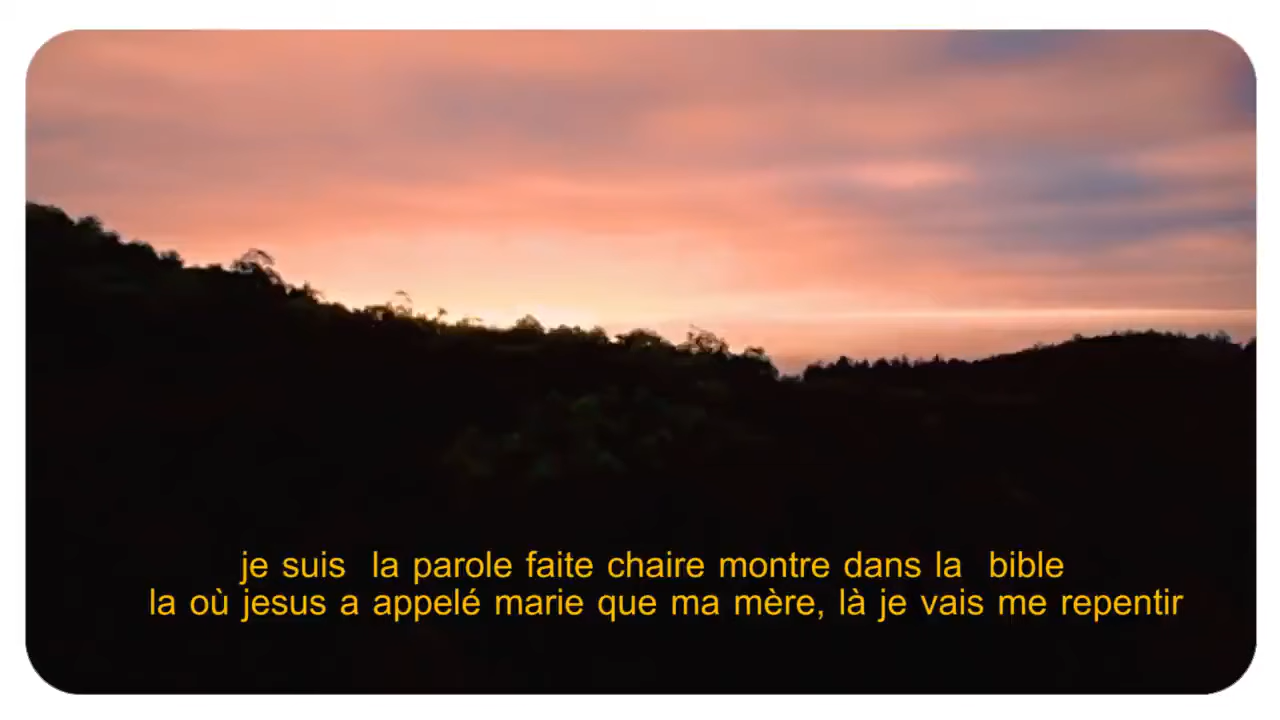 je suis la parole faite chaire montre dans la bible
la où jesus a appelé marie que ma mère, là je vais me repentir